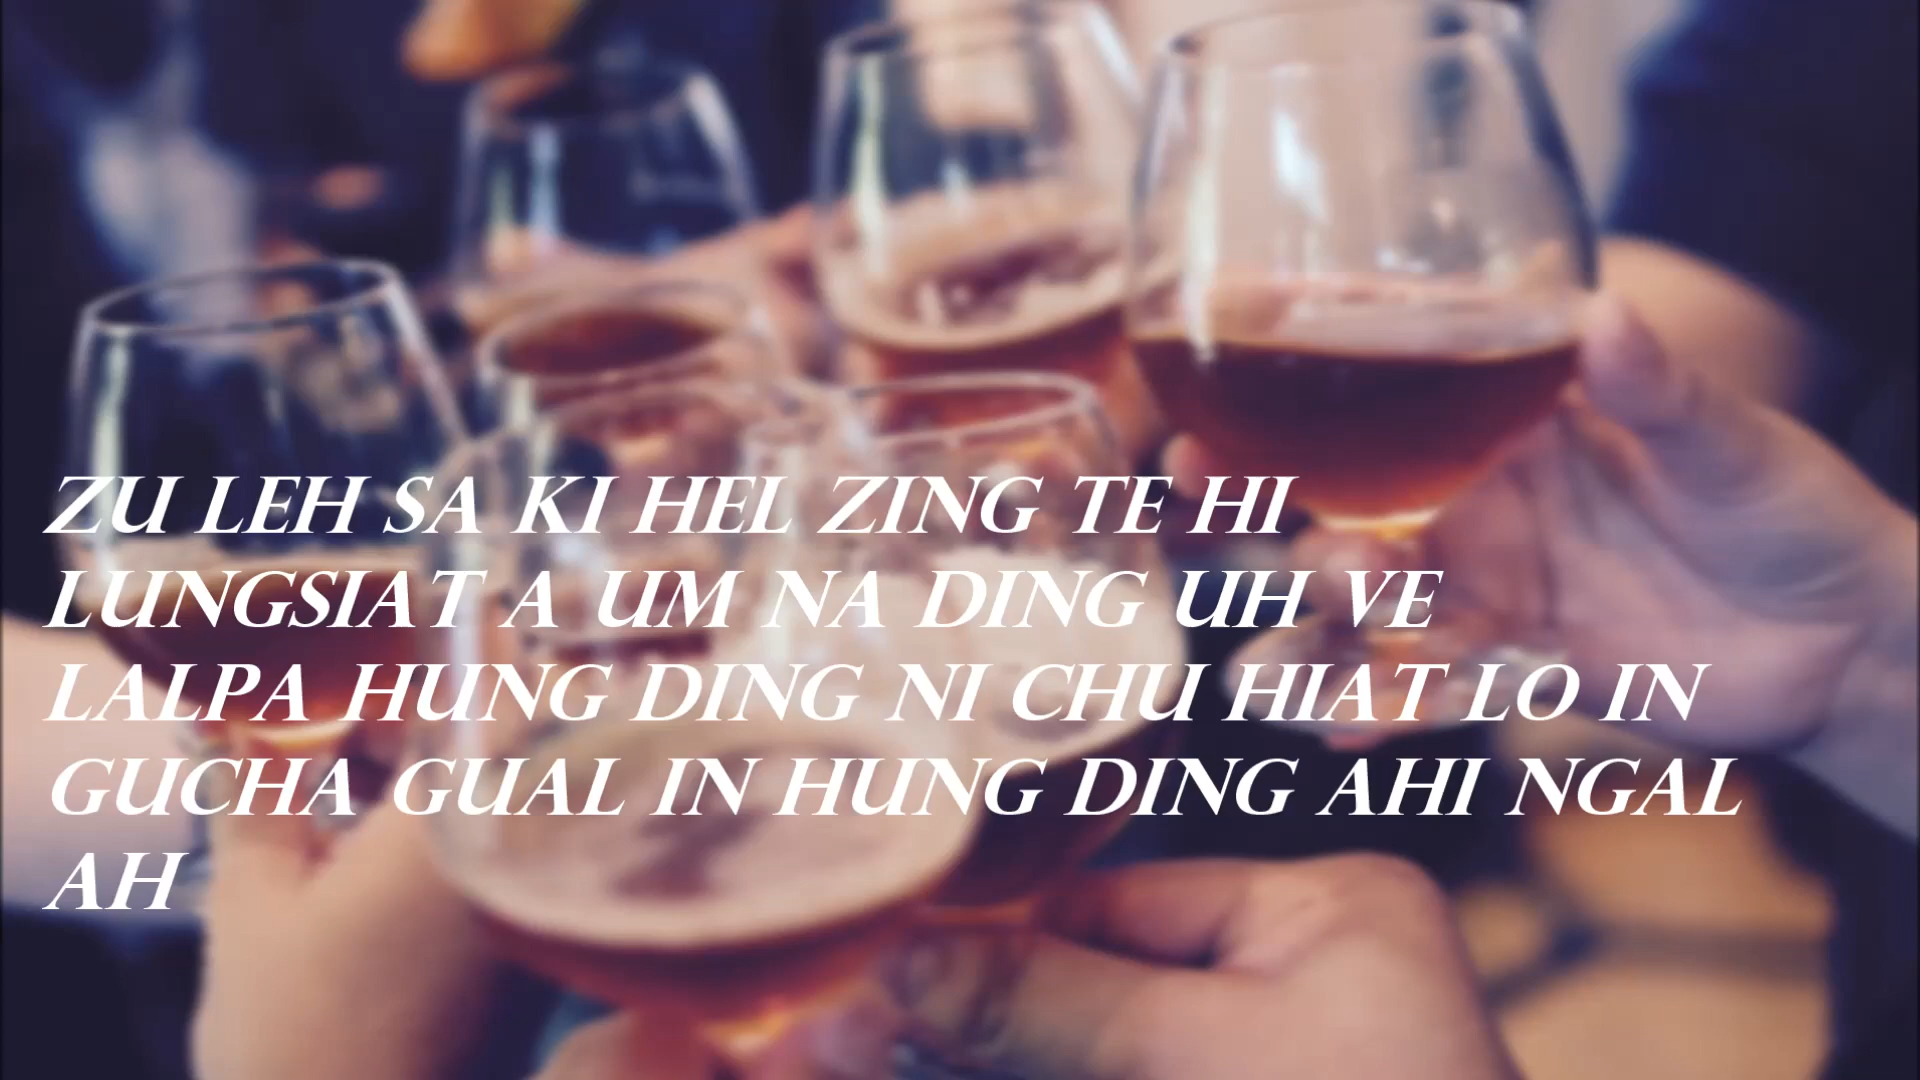 ZU LEH SA KI HEL ZING TE HI
LUNGSIAT A UM NA DING UH VE
LALPA HUNG DING NI CHU HIAT LO IN
GUCHA GUAL IN HUNG DING AHI NGAL
AH